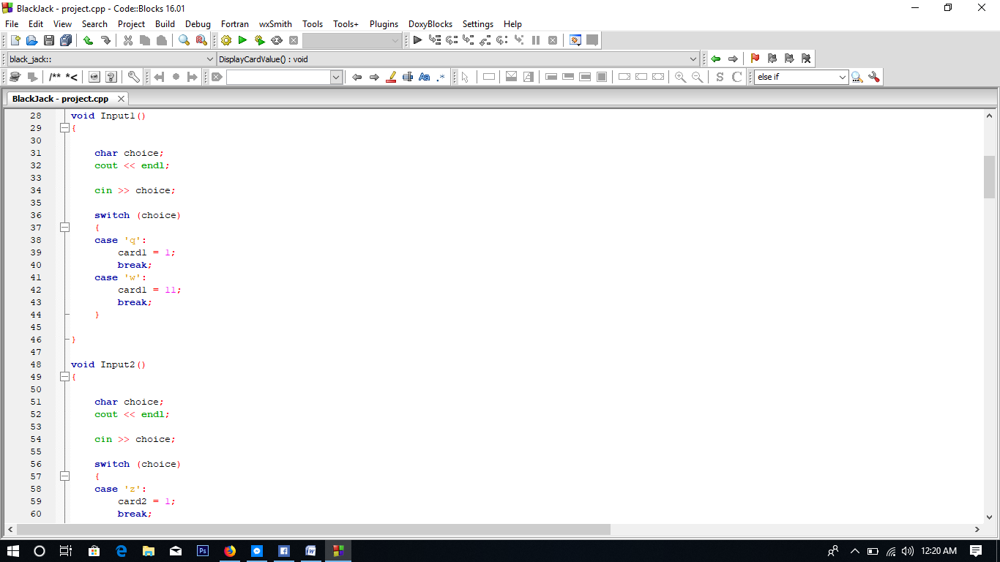 BlackJack - project.cpp - Code::Blocks 16.01
File Edit View Search Project Build Debug Fortran wxSmith Tools Tools+ Plugins DoxyBlocks Settings Help
black_jack:: DisplayCardValue() : void
/** *< Aa .* S C else if
BlackJack - project.cpp
28 void Input1()
29 {
30
31 char choice;
32 cout << endl;
33
34 cin >> choice;
35
36 switch (choice)
37 {
38 case 'q':
39 card1 = 1;
40 break;
41 case 'w':
42 card1 = 11;
43 break;
44 }
45
46 }
47
48 void Input2()
49 {
50
51 char choice;
52 cout << endl;
53
54 cin >> choice;
55
56 switch (choice)
57 {
58 case 'z':
59 card2 = 1;
60 break;
Ps 12:20 AM